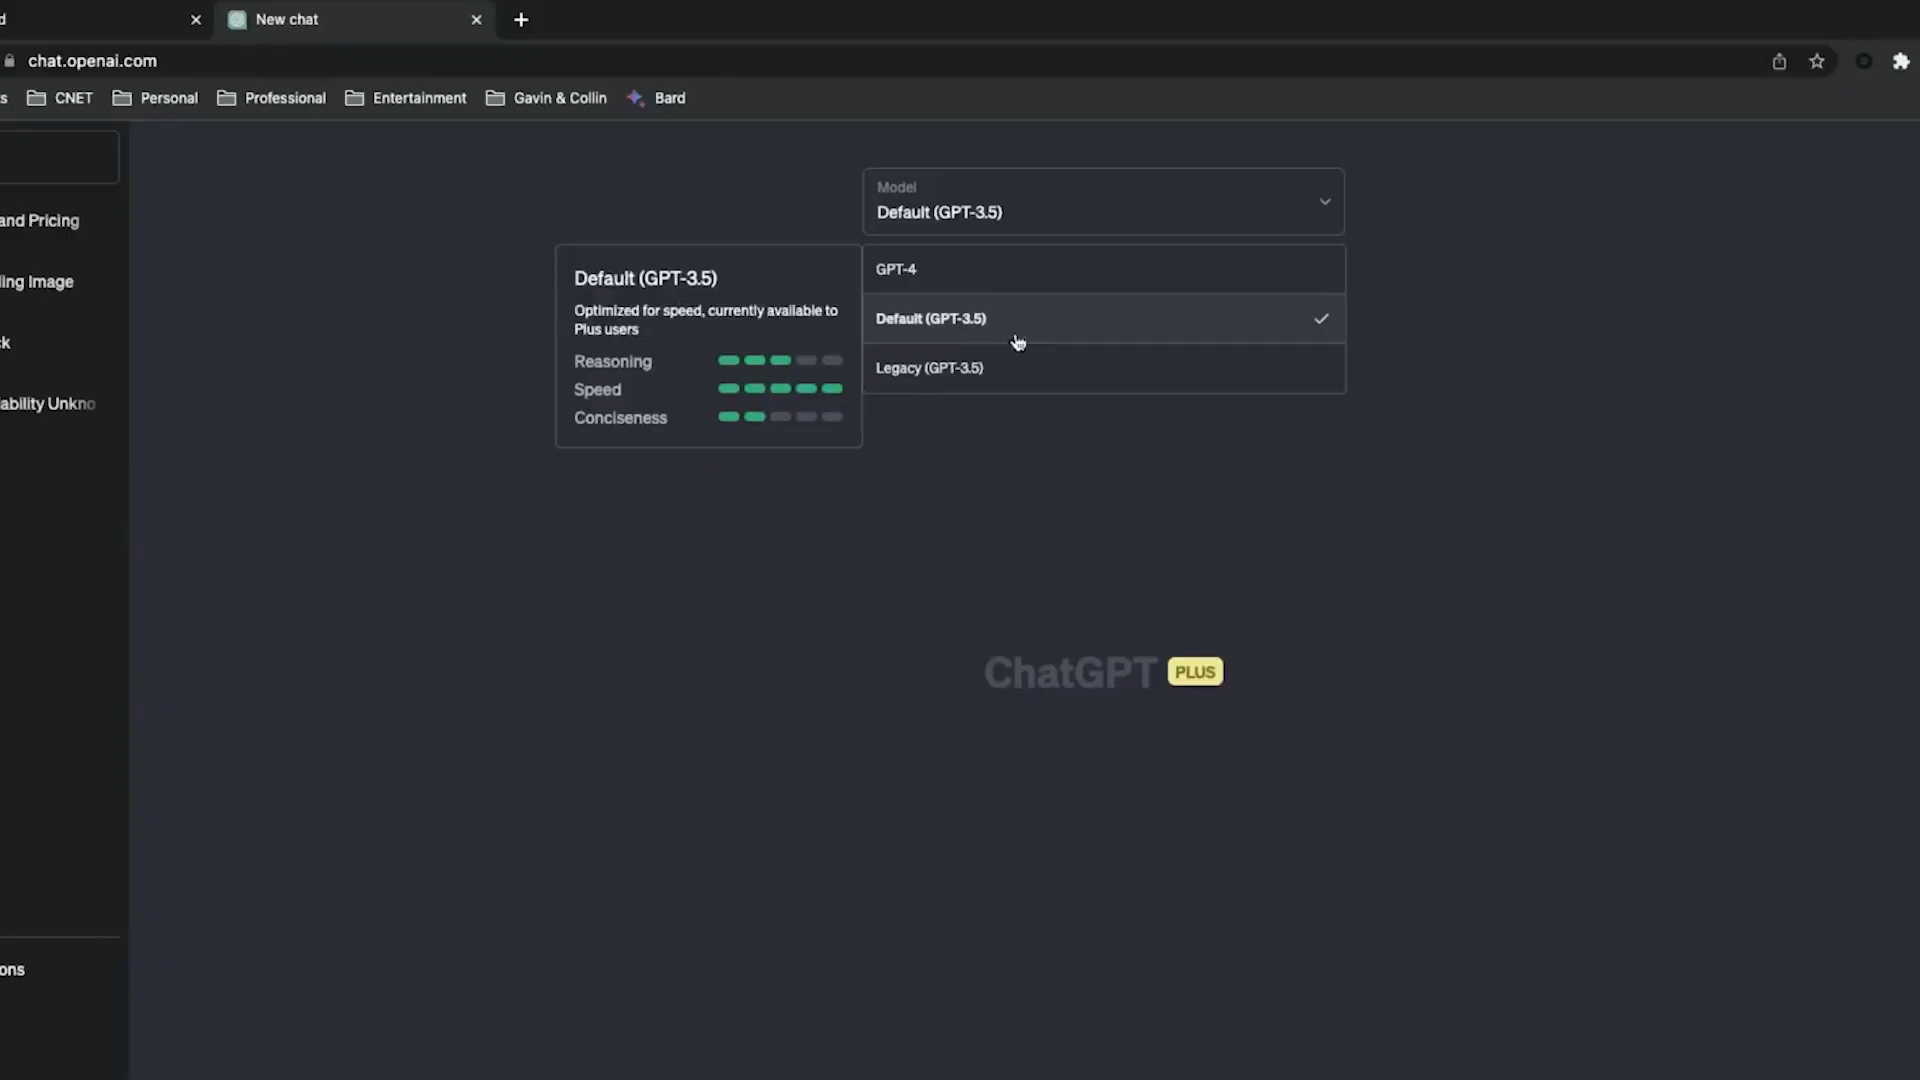 d
New chat
chat.openai.com
s CNET Personal Professional Entertainment Gavin & Collin Bard
and Pricing
ling Image
ck
ability Unkno
ons
Model
Default (GPT-3.5)
GPT-4
Default (GPT-3.5)
Legacy (GPT-3.5)
Default (GPT-3.5)
Optimized for speed, currently available to
Plus users
Reasoning
Speed
Conciseness
ChatGPT PLUS